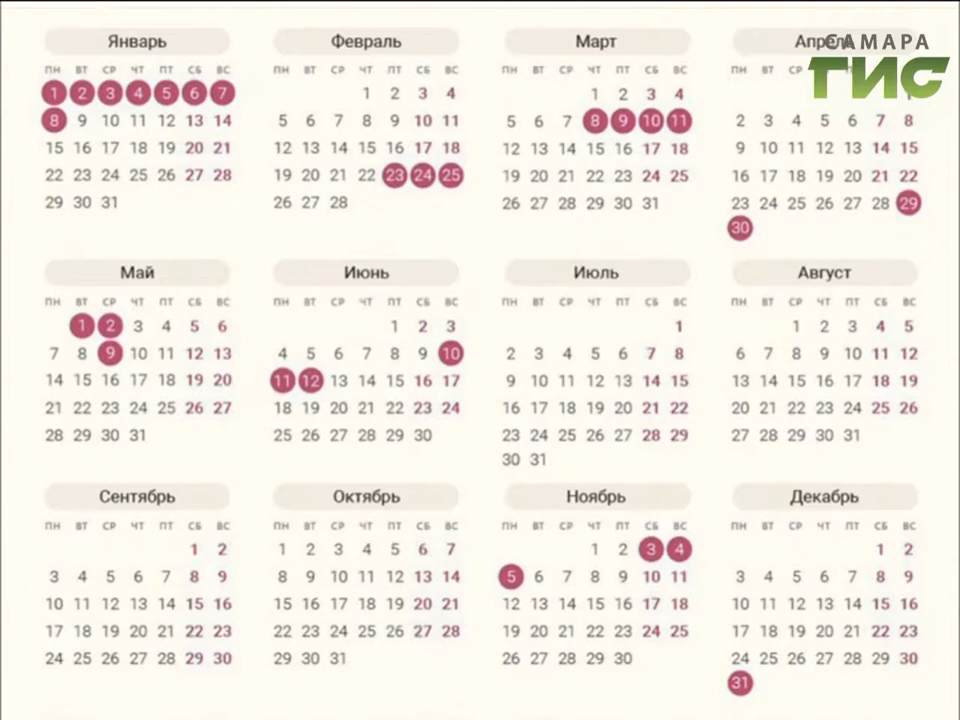 Январь Февраль Март Апрель САМАРА
ПН ВТ СР ЧТ ПТ СБ ВС ПН ВТ СР ЧТ ПТ СБ ВС ПН ВТ СР ЧТ ПТ СБ ВС ПН ВТ СР ГИС
1 2 3 4 5 6 7 1 2 3 4 1 2 3 4 1
8 9 10 11 12 13 14 5 6 7 8 9 10 11 5 6 7 8 9 10 11 2 3 4 5 6 7 8
15 16 17 18 19 20 21 12 13 14 15 16 17 18 12 13 14 15 16 17 18 9 10 11 12 13 14 15
22 23 24 25 26 27 28 19 20 21 22 23 24 25 19 20 21 22 23 24 25 16 17 18 19 20 21 22
29 30 31 26 27 28 26 27 28 29 30 31 23 24 25 26 27 28 29
30
Май Июнь Июль Август
ПН ВТ СР ЧТ ПТ СБ ВС ПН ВТ СР ЧТ ПТ СБ ВС ПН ВТ СР ЧТ ПТ СБ ВС ПН ВТ СР ЧТ ПТ СБ ВС
1 2 3 4 5 6 1 2 3 1 1 2 3 4 5
7 8 9 10 11 12 13 4 5 6 7 8 9 10 2 3 4 5 6 7 8 6 7 8 9 10 11 12
14 15 16 17 18 19 20 11 12 13 14 15 16 17 9 10 11 12 13 14 15 13 14 15 16 17 18 19
21 22 23 24 25 26 27 18 19 20 21 22 23 24 16 17 18 19 20 21 22 20 21 22 23 24 25 26
28 29 30 31 25 26 27 28 29 30 23 24 25 26 27 28 29 27 28 29 30 31
30 31
Сентябрь Октябрь Ноябрь Декабрь
ПН ВТ СР ЧТ ПТ СБ ВС ПН ВТ СР ЧТ ПТ СБ ВС ПН ВТ СР ЧТ ПТ СБ ВС ПН ВТ СР ЧТ ПТ СБ ВС
1 2 1 2 3 4 5 6 7 1 2 3 4 1 2
3 4 5 6 7 8 9 8 9 10 11 12 13 14 5 6 7 8 9 10 11 3 4 5 6 7 8 9
10 11 12 13 14 15 16 15 16 17 18 19 20 21 12 13 14 15 16 17 18 10 11 12 13 14 15 16
17 18 19 20 21 22 23 22 23 24 25 26 27 28 19 20 21 22 23 24 25 17 18 19 20 21 22 23
24 25 26 27 28 29 30 29 30 31 26 27 28 29 30 24 25 26 27 28 29 30
31